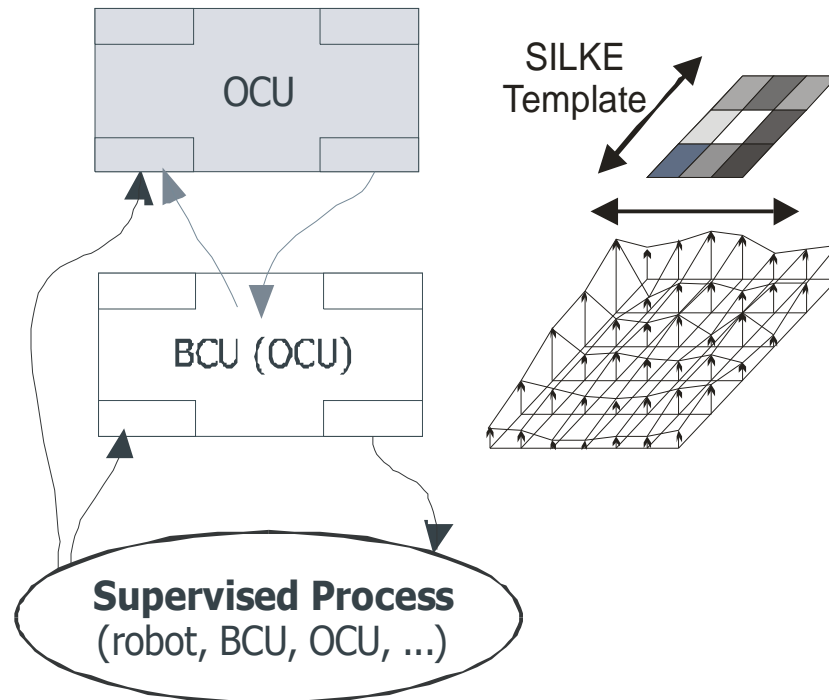 OCU
SILKE
Template
BCU (OCU)
Supervised Process
(robot, BCU, OCU, ...)